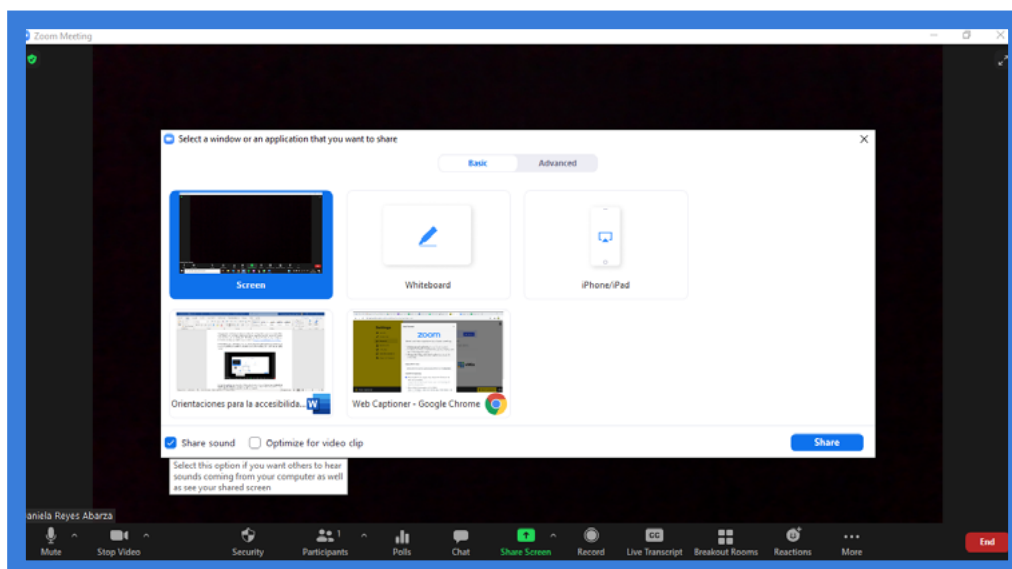 Zoom Meeting
Select a window or an application that you want to share
Basic Advanced
Screen
Whiteboard
iPhone/iPad
zoom
Orientaciones para la accesibilida...
Web Captioner - Google Chrome
Share sound Optimize for video clip
Share
Select this option if you want others to hear
sounds coming from your computer as well
as see your shared screen
aniela Reyes Abarza
1
CC
Mute Stop Video Security Participants Polls Chat Share Screen Record Live Transcript Breakout Rooms Reactions More
End